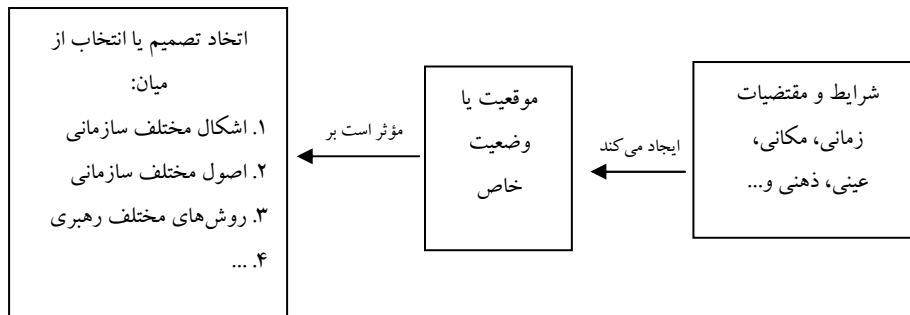 شرایط و مقتضیات
زمانی، مکانی،
عینی، ذهنی و...
ایجاد می‌کند
موقعیت یا
وضعیت
خاص
مؤثر است بر
اتخاد تصمیم یا انتخاب از
میان:
۱. اشکال مختلف سازمانی
۲. اصول مختلف سازمانی
۳. روش‌های مختلف رهبری
۴. ...